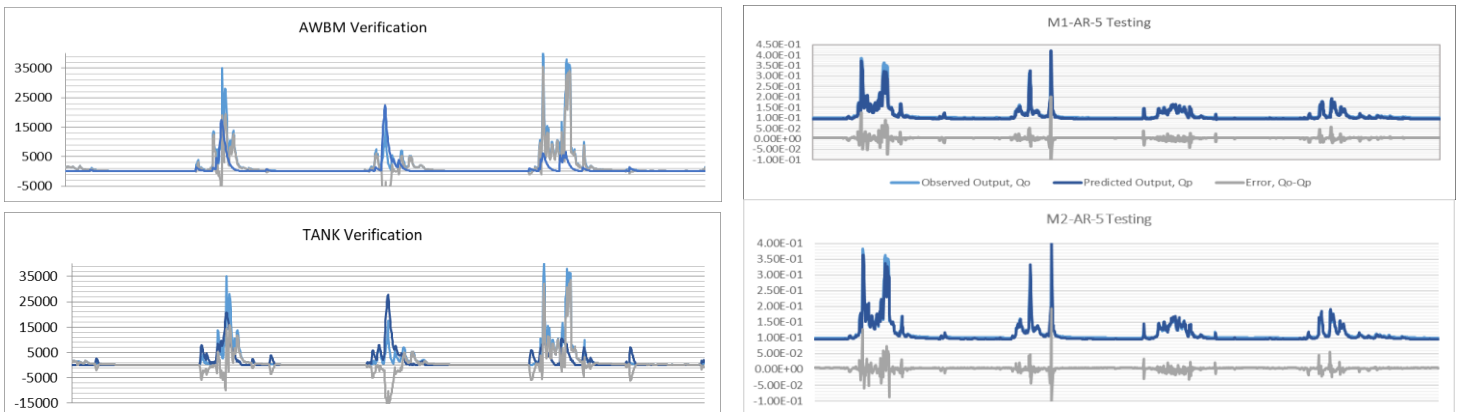 AWBM Verification
35000
25000
15000
5000
-5000
TANK Verification
35000
25000
15000
5000
-5000
-15000
M1-AR-5 Testing
4.50E-01
4.00E-01
3.50E-01
3.00E-01
2.50E-01
2.00E-01
1.50E-01
1.00E-01
5.00E-02
0.00E+00
-5.00E-02
-1.00E-01
Observed Output, Qo Predicted Output, Qp Error, Qo-Qp
M2-AR-5 Testing
4.00E-01
3.50E-01
3.00E-01
2.50E-01
2.00E-01
1.50E-01
1.00E-01
5.00E-02
0.00E+00
-5.00E-02
-1.00E-01